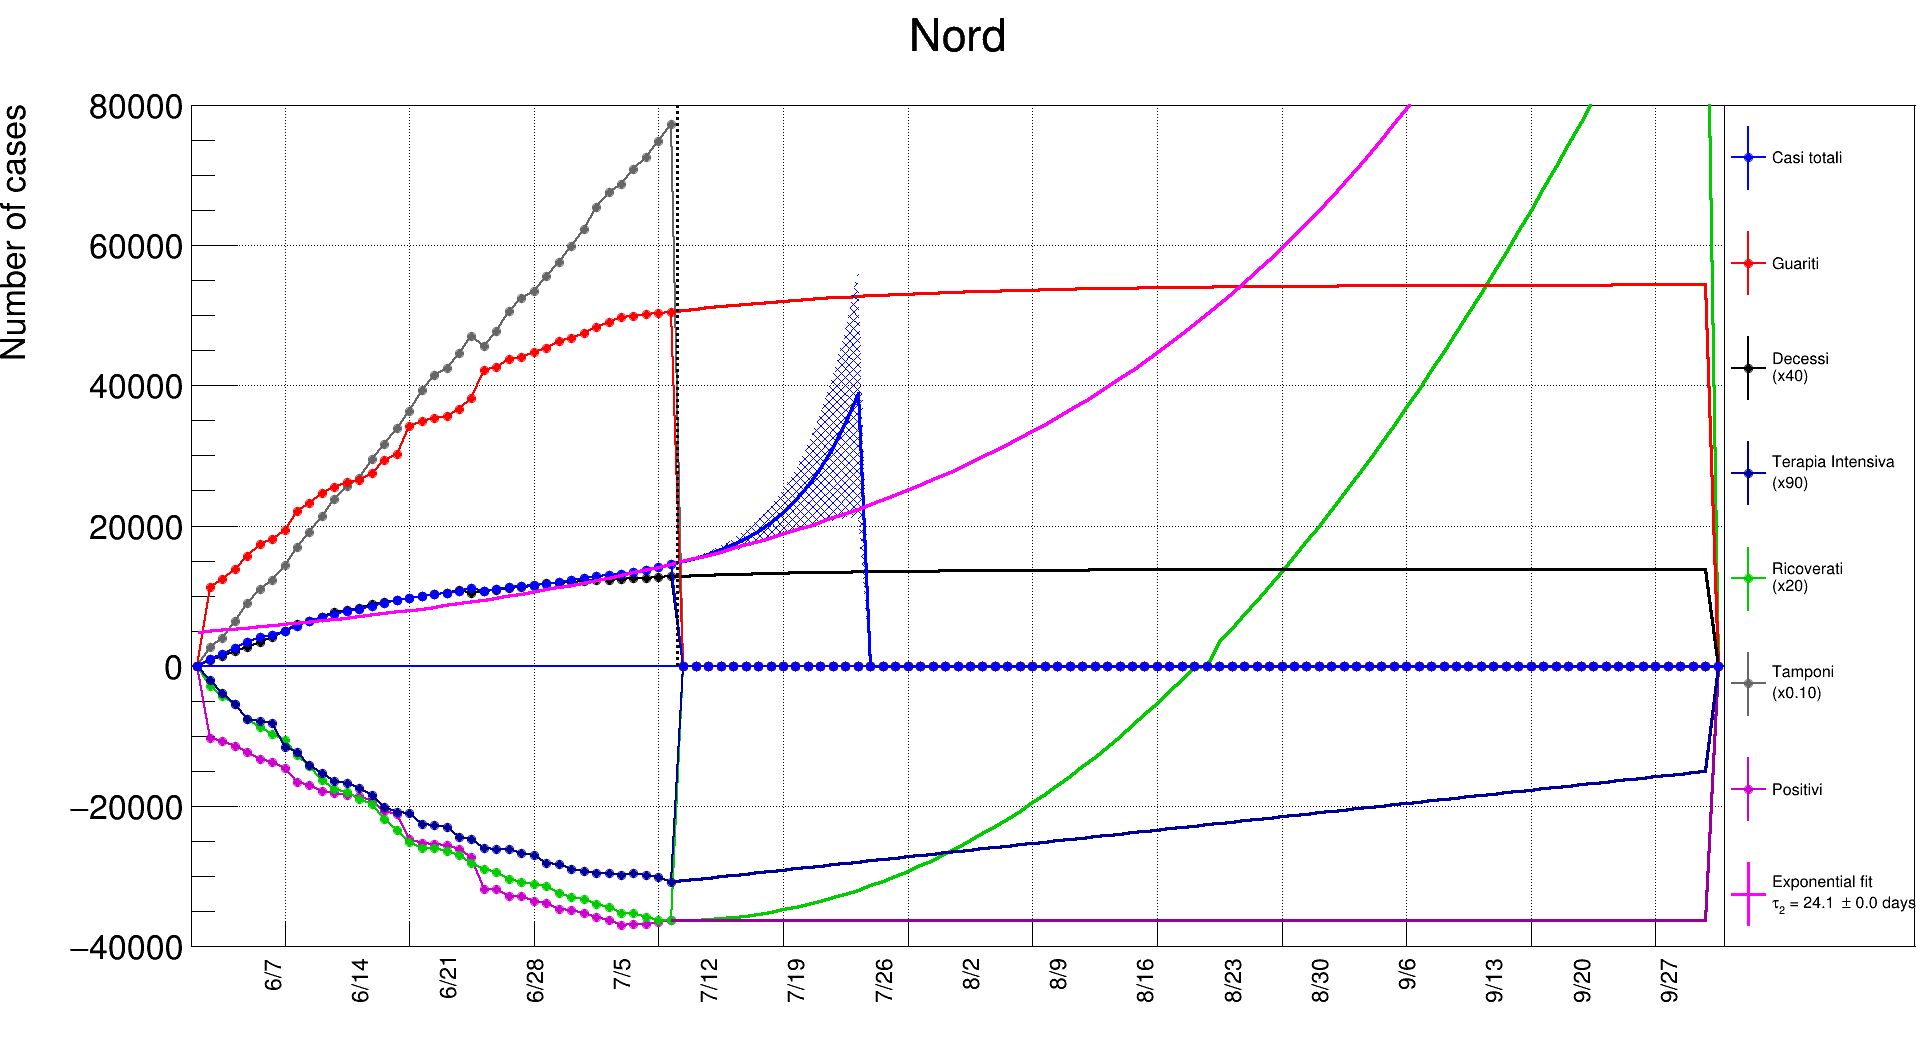 Nord
Number of cases
80000
60000
40000
20000
0
−20000
−40000
6/7
6/14
6/21
6/28
7/5
7/12
7/19
7/26
8/2
8/9
8/16
8/23
8/30
9/6
9/13
9/20
9/27
Casi totali
Guariti
Decessi
(x40)
Terapia Intensiva
(x90)
Ricoverati
(x20)
Tamponi
(x0.10)
Positivi
Exponential fit
τ2 = 24.1 ± 0.0 days